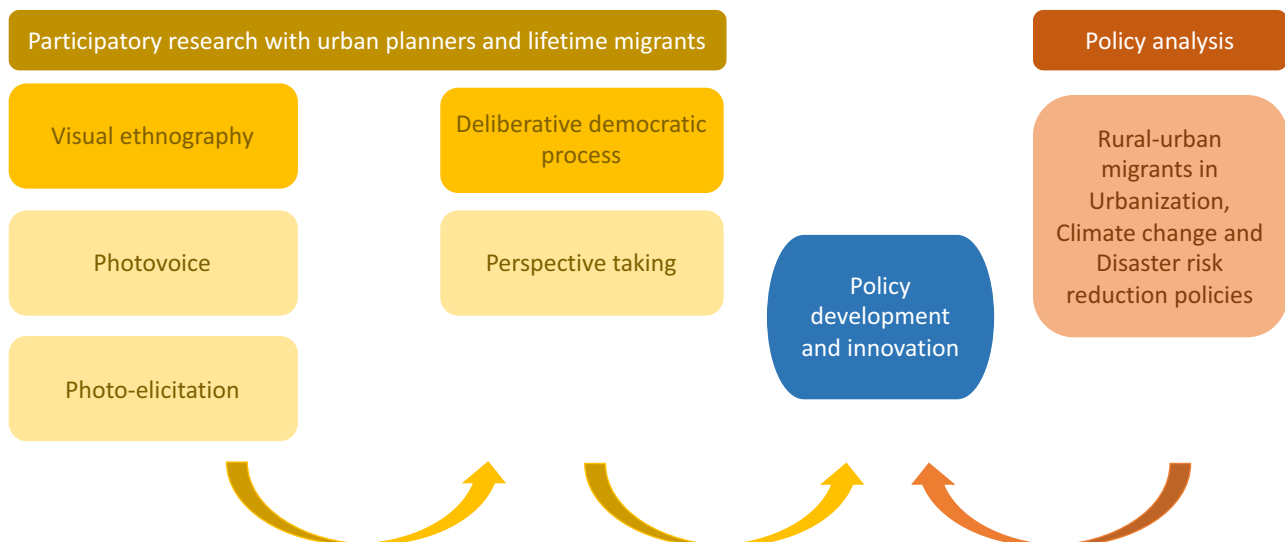 Participatory research with urban planners and lifetime migrants
Visual ethnography
Photovoice
Photo-elicitation
Deliberative democratic
process
Perspective taking
Policy
development
and innovation
Policy analysis
Rural-urban
migrants in
Urbanization,
Climate change and
Disaster risk
reduction policies